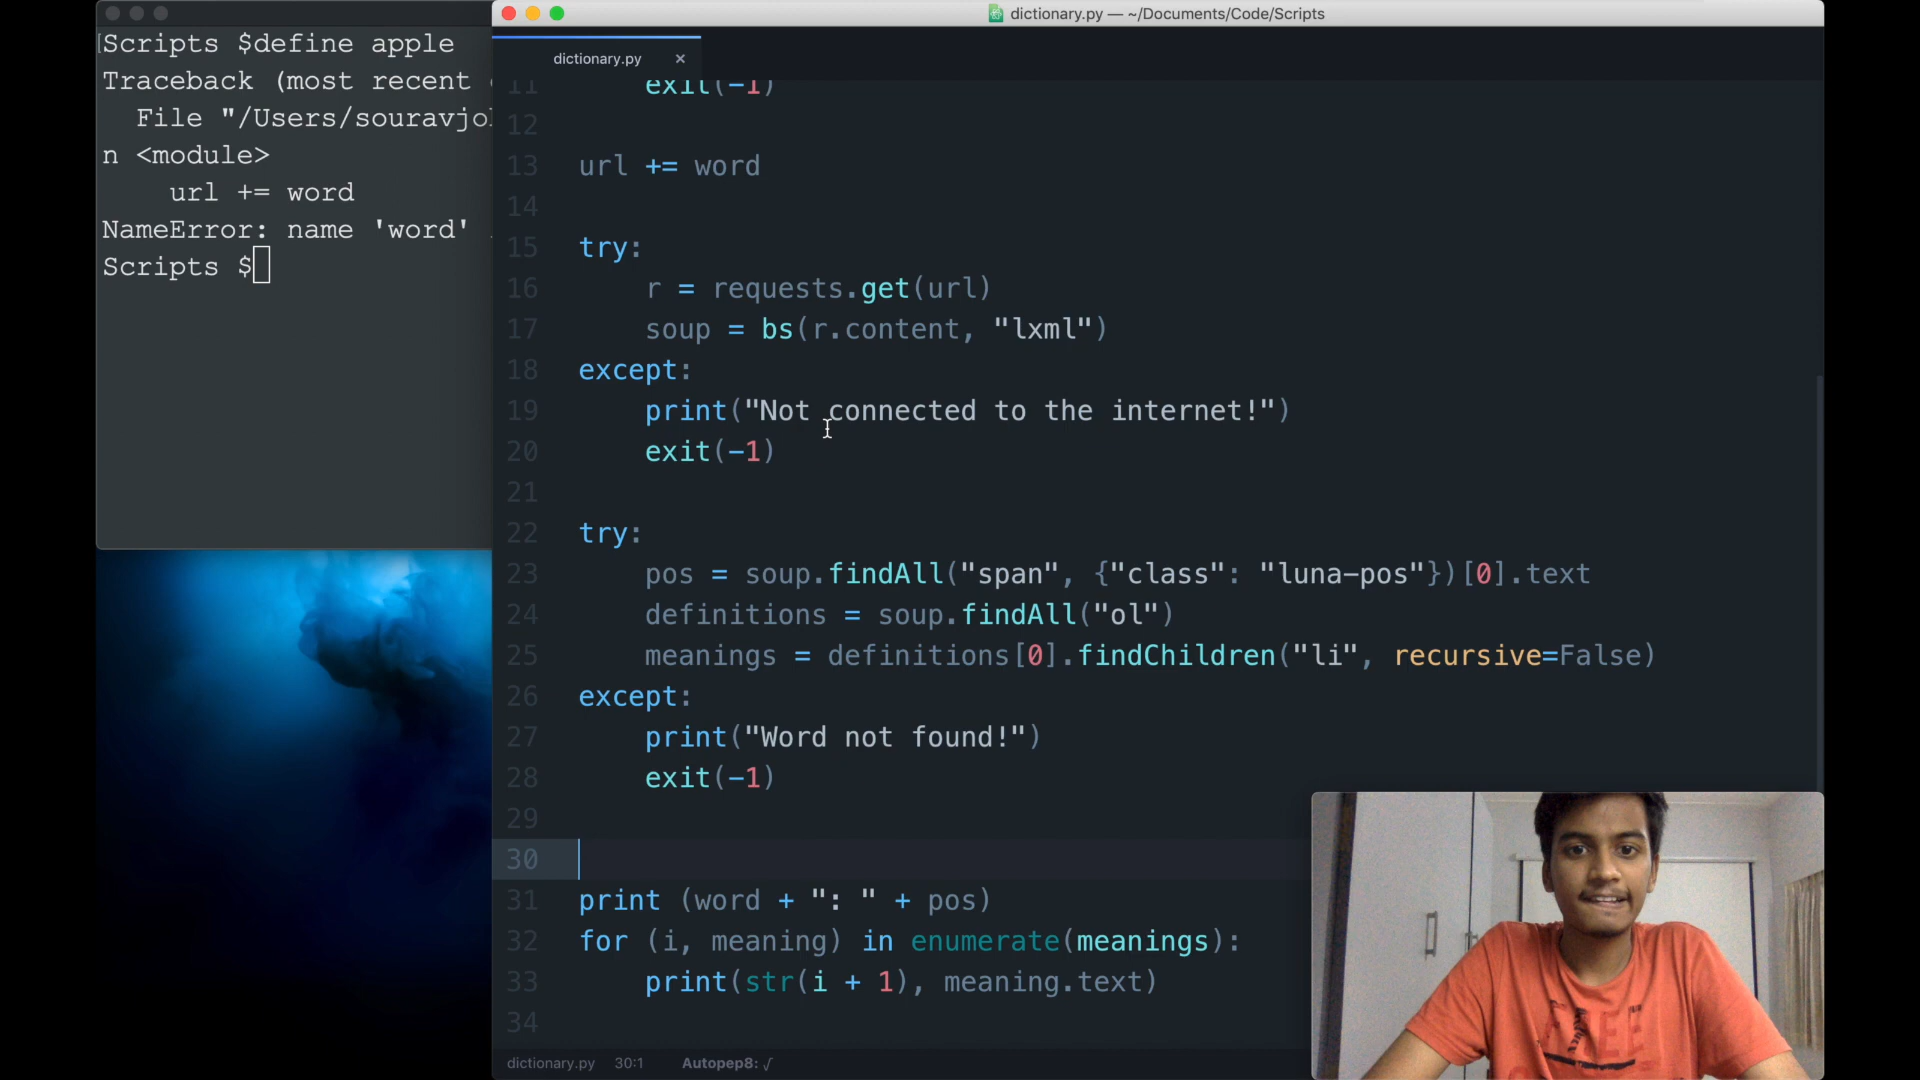 Scripts $define apple
Traceback (most recent
File "/Users/souravjo
n <module>
url += word
NameError: name 'word'
Scripts $
dictionary.py — ~/Documents/Code/Scripts
dictionary.py ×
11 exit(-1)
12
13 url += word
14
15 try:
16 r = requests.get(url)
17 soup = bs(r.content, "lxml")
18 except:
19 print("Not connected to the internet!")
20 exit(-1)
21
22 try:
23 pos = soup.findAll("span", {"class": "luna-pos"})[0].text
24 definitions = soup.findAll("ol")
25 meanings = definitions[0].findChildren("li", recursive=False)
26 except:
27 print("Word not found!")
28 exit(-1)
29
30
31 print (word + ": " + pos)
32 for (i, meaning) in enumerate(meanings):
33 print(str(i + 1), meaning.text)
34
dictionary.py 30:1 Autopep8: √
FREE